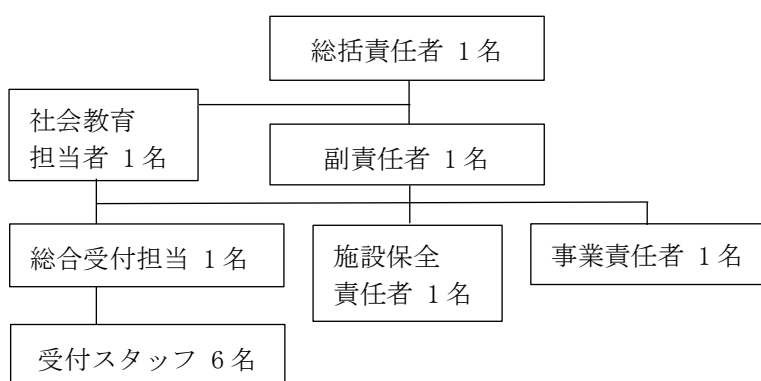 総括責任者 1名
社会教育
担当者 1名
副責任者 1名
総合受付担当 1名
施設保全
責任者 1名
事業責任者 1名
受付スタッフ 6名